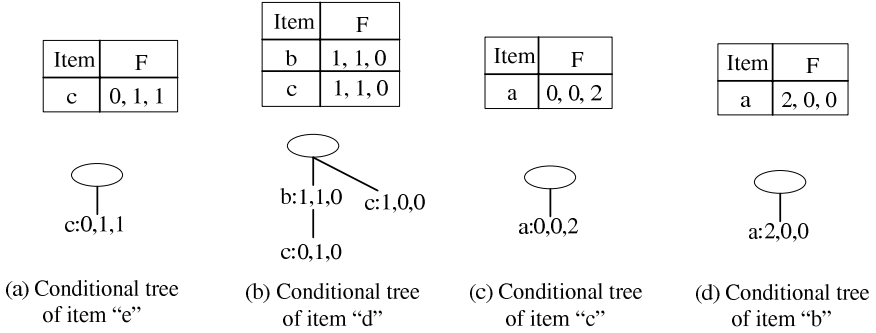 Item F
c 0, 1, 1
c:0,1,1
(a) Conditional tree
of item “e”
Item F
b 1, 1, 0
c 1, 1, 0
b:1,1,0 c:1,0,0
c:0,1,0
(b) Conditional tree
of item “d”
Item F
a 0, 0, 2
a:0,0,2
(c) Conditional tree
of item “c”
Item F
a 2, 0, 0
a:2,0,0
(d) Conditional tree
of item “b”